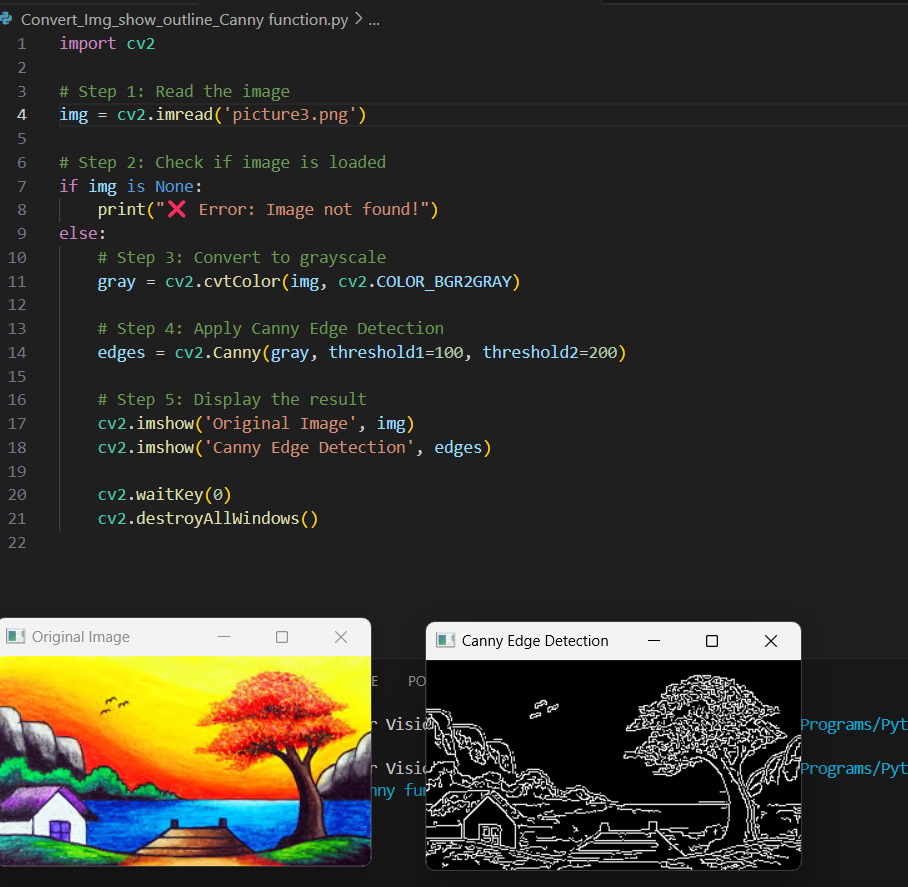 Convert_Img_show_outline_Canny function.py > ...
1 import cv2
2
3 # Step 1: Read the image
4 img = cv2.imread('picture3.png')
5
6 # Step 2: Check if image is loaded
7 if img is None:
8     print("❌ Error: Image not found!")
9 else:
10     # Step 3: Convert to grayscale
11     gray = cv2.cvtColor(img, cv2.COLOR_BGR2GRAY)
12
13     # Step 4: Apply Canny Edge Detection
14     edges = cv2.Canny(gray, threshold1=100, threshold2=200)
15
16     # Step 5: Display the result
17     cv2.imshow('Original Image', img)
18     cv2.imshow('Canny Edge Detection', edges)
19
20     cv2.waitKey(0)
21     cv2.destroyAllWindows()
22
Original Image
Canny Edge Detection
E PO
r Visio Programs/Pyt
r Visio Programs/Pyt
nny fun